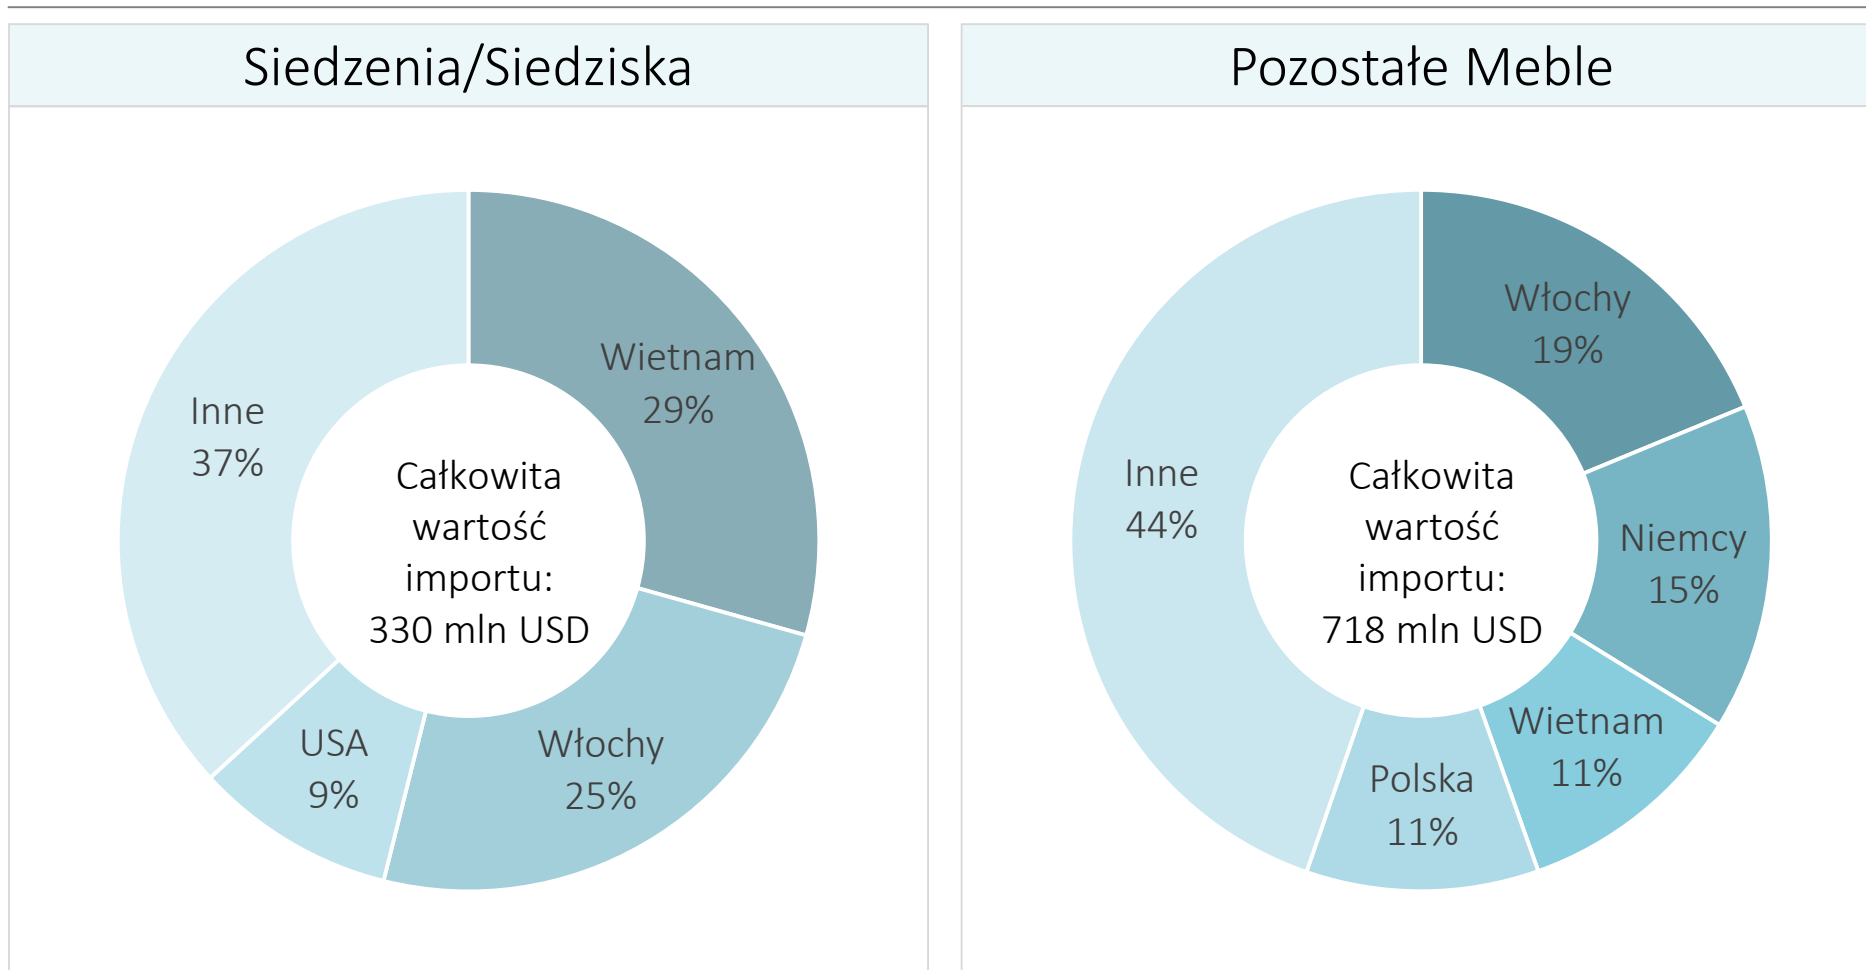 Siedzenia/Siedziska
Wietnam
29%
Włochy
25%
USA
9%
Inne
37%
Całkowita
wartość
importu:
330 mln USD
Pozostałe Meble
Włochy
19%
Niemcy
15%
Wietnam
11%
Polska
11%
Inne
44%
Całkowita
wartość
importu:
718 mln USD